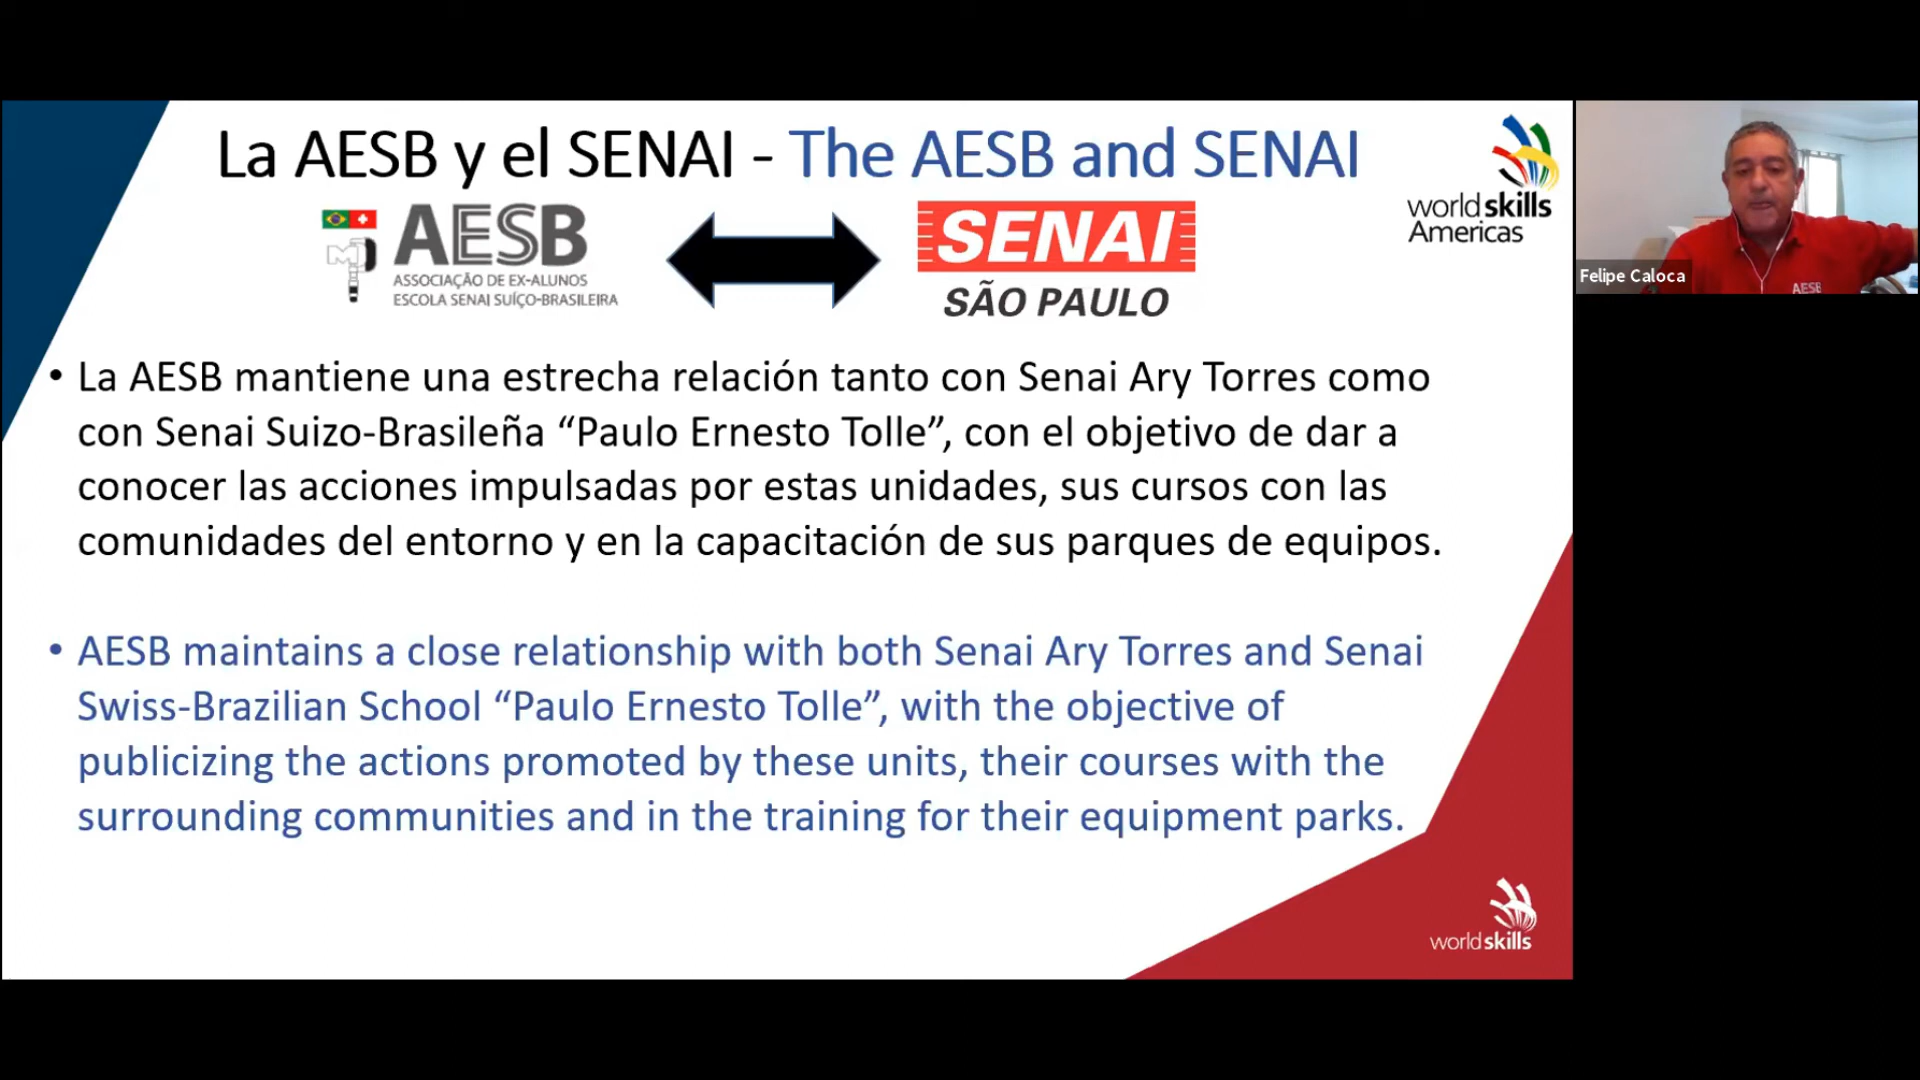 La AESB y el SENAI - The AESB and SENAI
AESB
ASSOCIAÇÃO DE EX-ALUNOS
ESCOLA SENAI SUÍÇO-BRASILEIRA
SENAI
SÃO PAULO
worldskills
Americas
Felipe Caloca
AESB
• La AESB mantiene una estrecha relación tanto con Senai Ary Torres como
con Senai Suizo-Brasileña “Paulo Ernesto Tolle”, con el objetivo de dar a
conocer las acciones impulsadas por estas unidades, sus cursos con las
comunidades del entorno y en la capacitación de sus parques de equipos.
• AESB maintains a close relationship with both Senai Ary Torres and Senai
Swiss-Brazilian School “Paulo Ernesto Tolle”, with the objective of
publicizing the actions promoted by these units, their courses with the
surrounding communities and in the training for their equipment parks.
worldskills